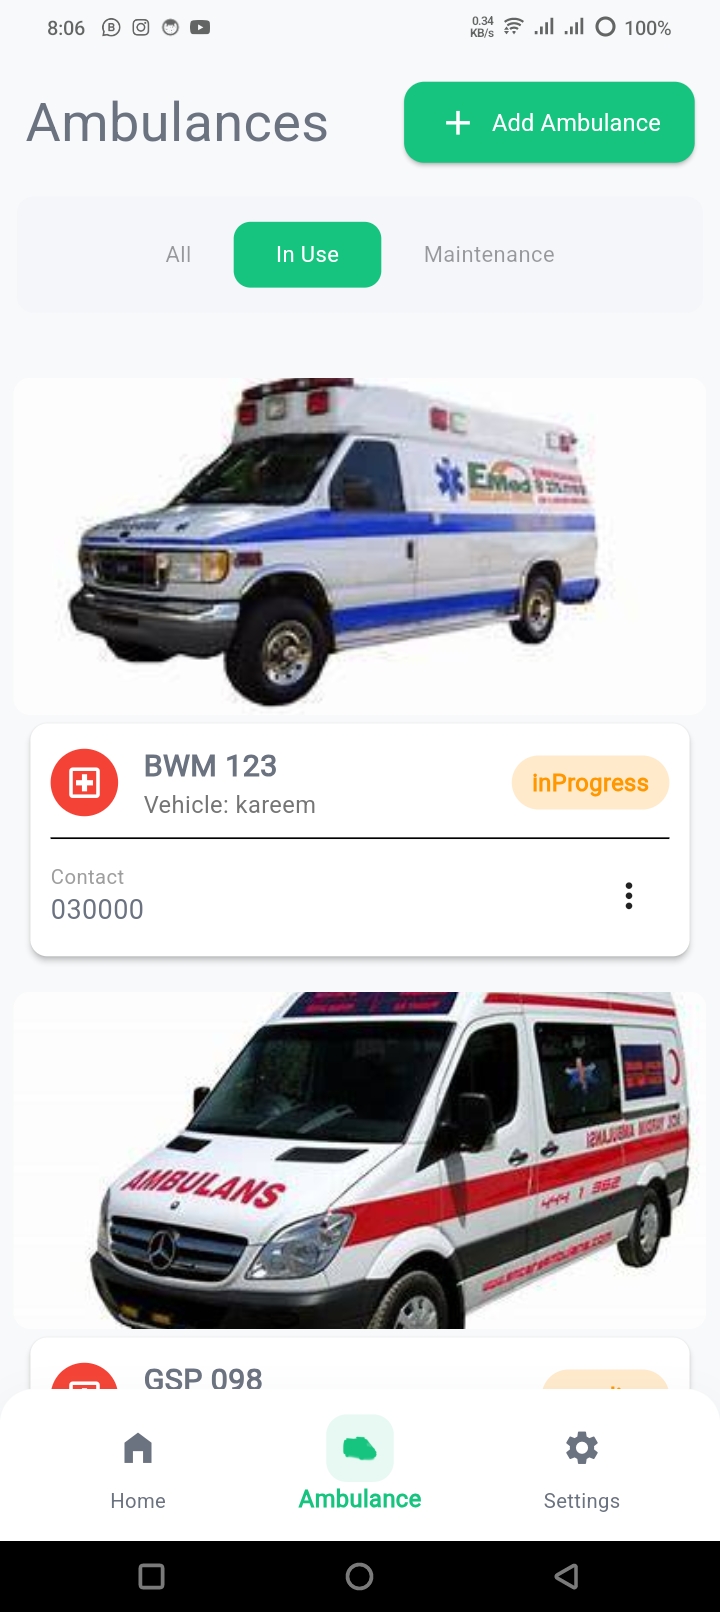 8:06
0.34
KB/s
100%
Ambulances
Add Ambulance
All
In Use
Maintenance
EMed
BWM 123
Vehicle: kareem
inProgress
Contact
030000
AMBULANS
444 1 362
GSP 098
Home
Ambulance
Settings